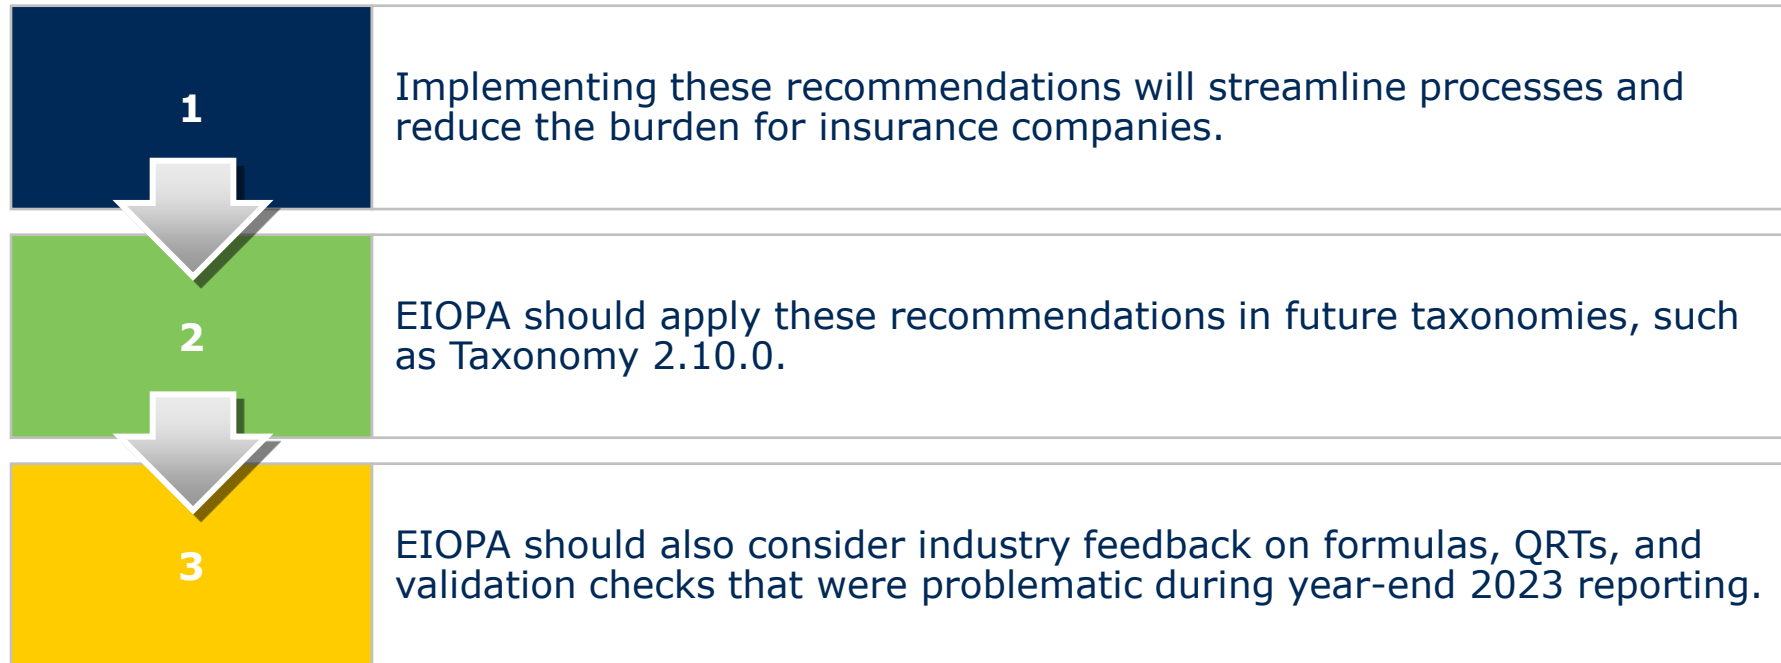 1
Implementing these recommendations will streamline processes and
reduce the burden for insurance companies.
2
EIOPA should apply these recommendations in future taxonomies, such
as Taxonomy 2.10.0.
3
EIOPA should also consider industry feedback on formulas, QRTs, and
validation checks that were problematic during year-end 2023 reporting.